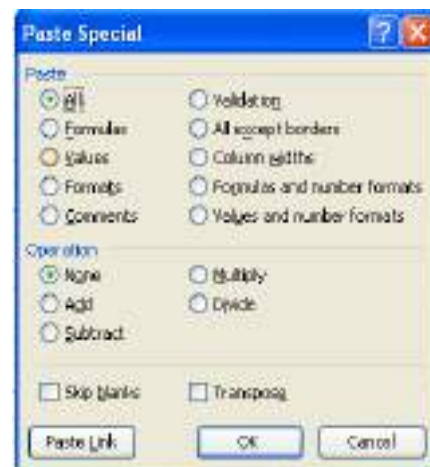 Paste Special
Paste
All
Validation
Formulas
All except borders
Values
Column widths
Formats
Formulas and number formats
Comments
Values and number formats
Operation
None
Multiply
Add
Divide
Subtract
Skip blanks
Transpose
Paste Link
OK
Cancel